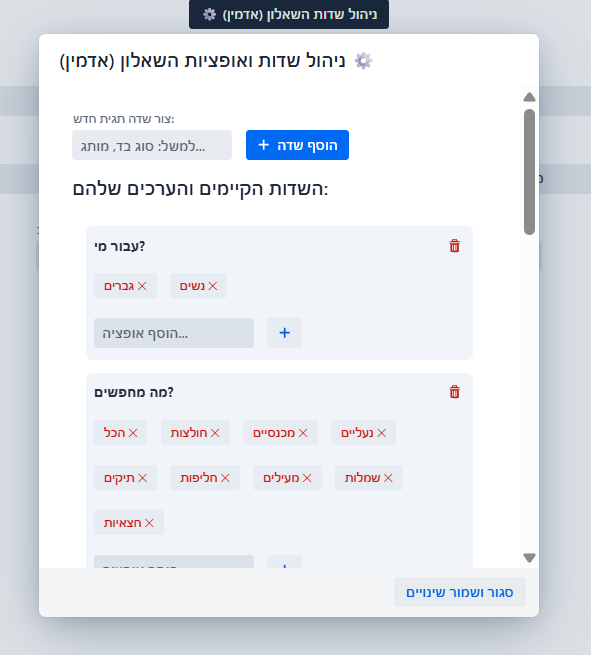 ניהול שדות השאלון (אדמין)
ניהול שדות ואופציות השאלון (אדמין)
צור שדה תגית חדש:
למשל: סוג בד, מותג...
הוסף שדה +
השדות הקיימים והערכים שלהם:
עבור מי?
גברים × נשים ×
הוסף אופציה...
+
מה מחפשים?
הכל × חולצות × מכנסיים × נעליים ×
תיקים × חליפות × מעילים × שמלות ×
חצאיות ×
סגור ושמור שינויים